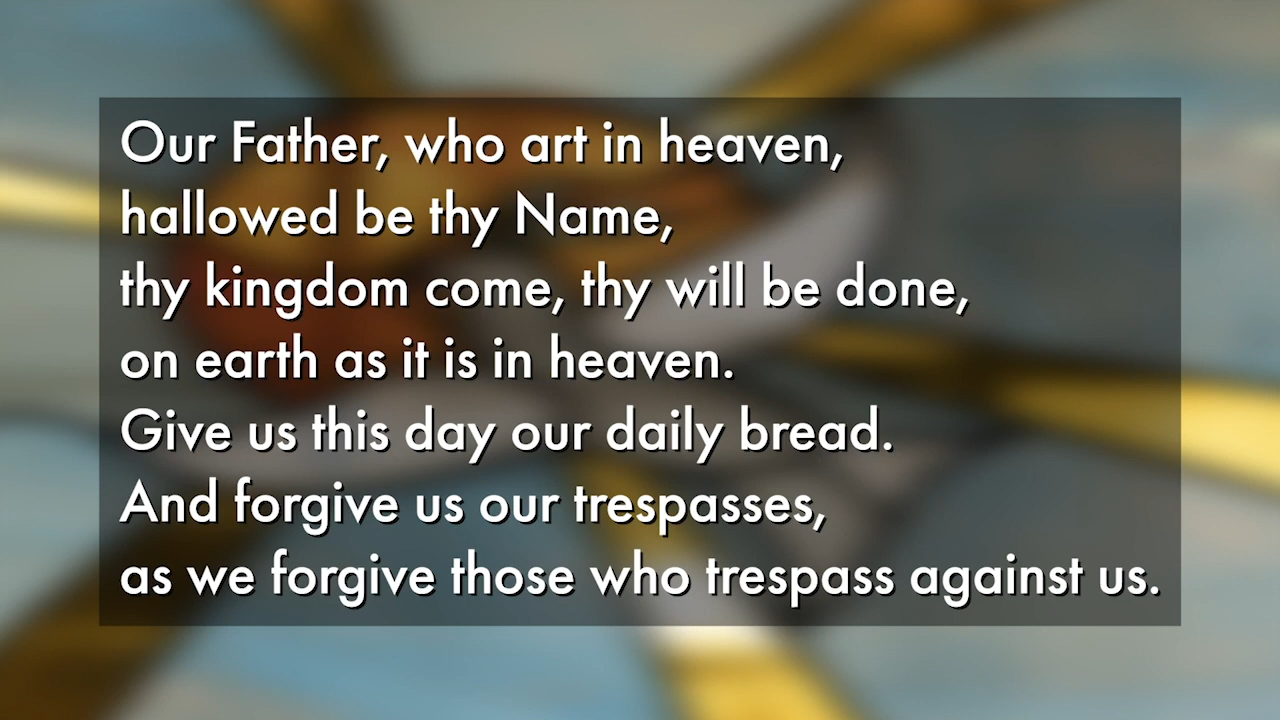 Our Father, who art in heaven,
hallowed be thy Name,
thy kingdom come, thy will be done,
on earth as it is in heaven.
Give us this day our daily bread.
And forgive us our trespasses,
as we forgive those who trespass against us.